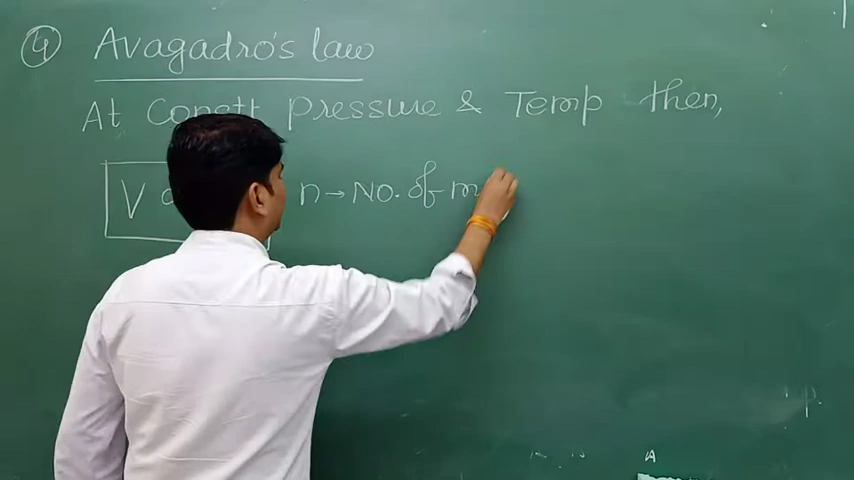 4 Avagadro's law
At Constt pressure & Temp then,
V n → No. of m